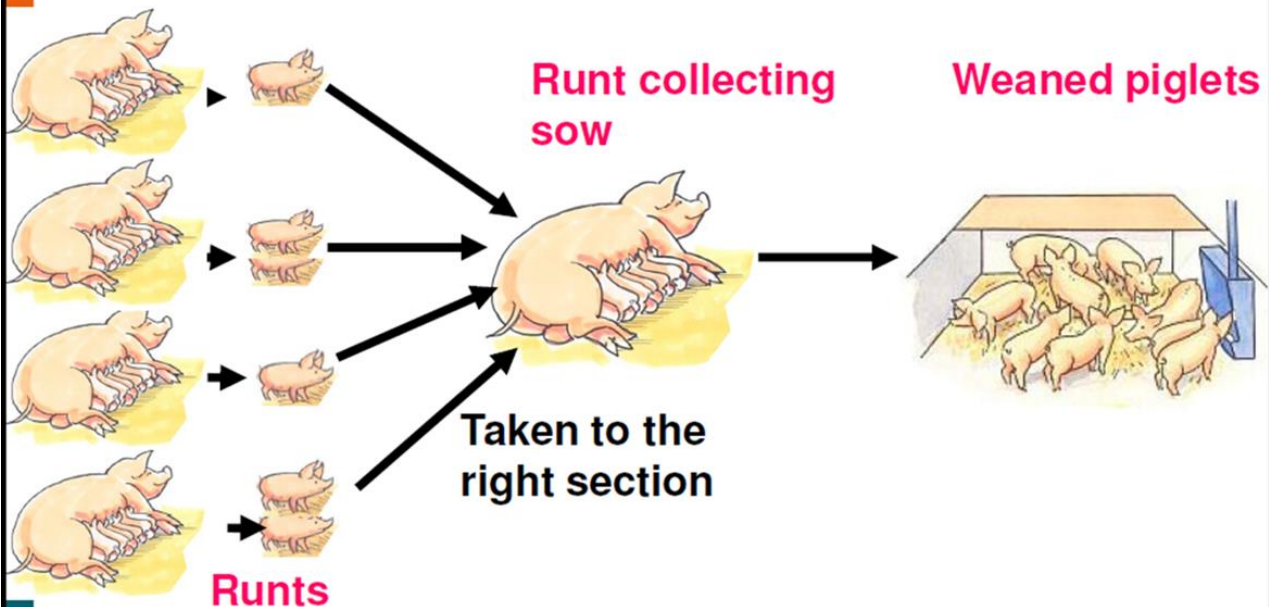 Runt collecting
sow
Weaned piglets
Taken to the
right section
Runts